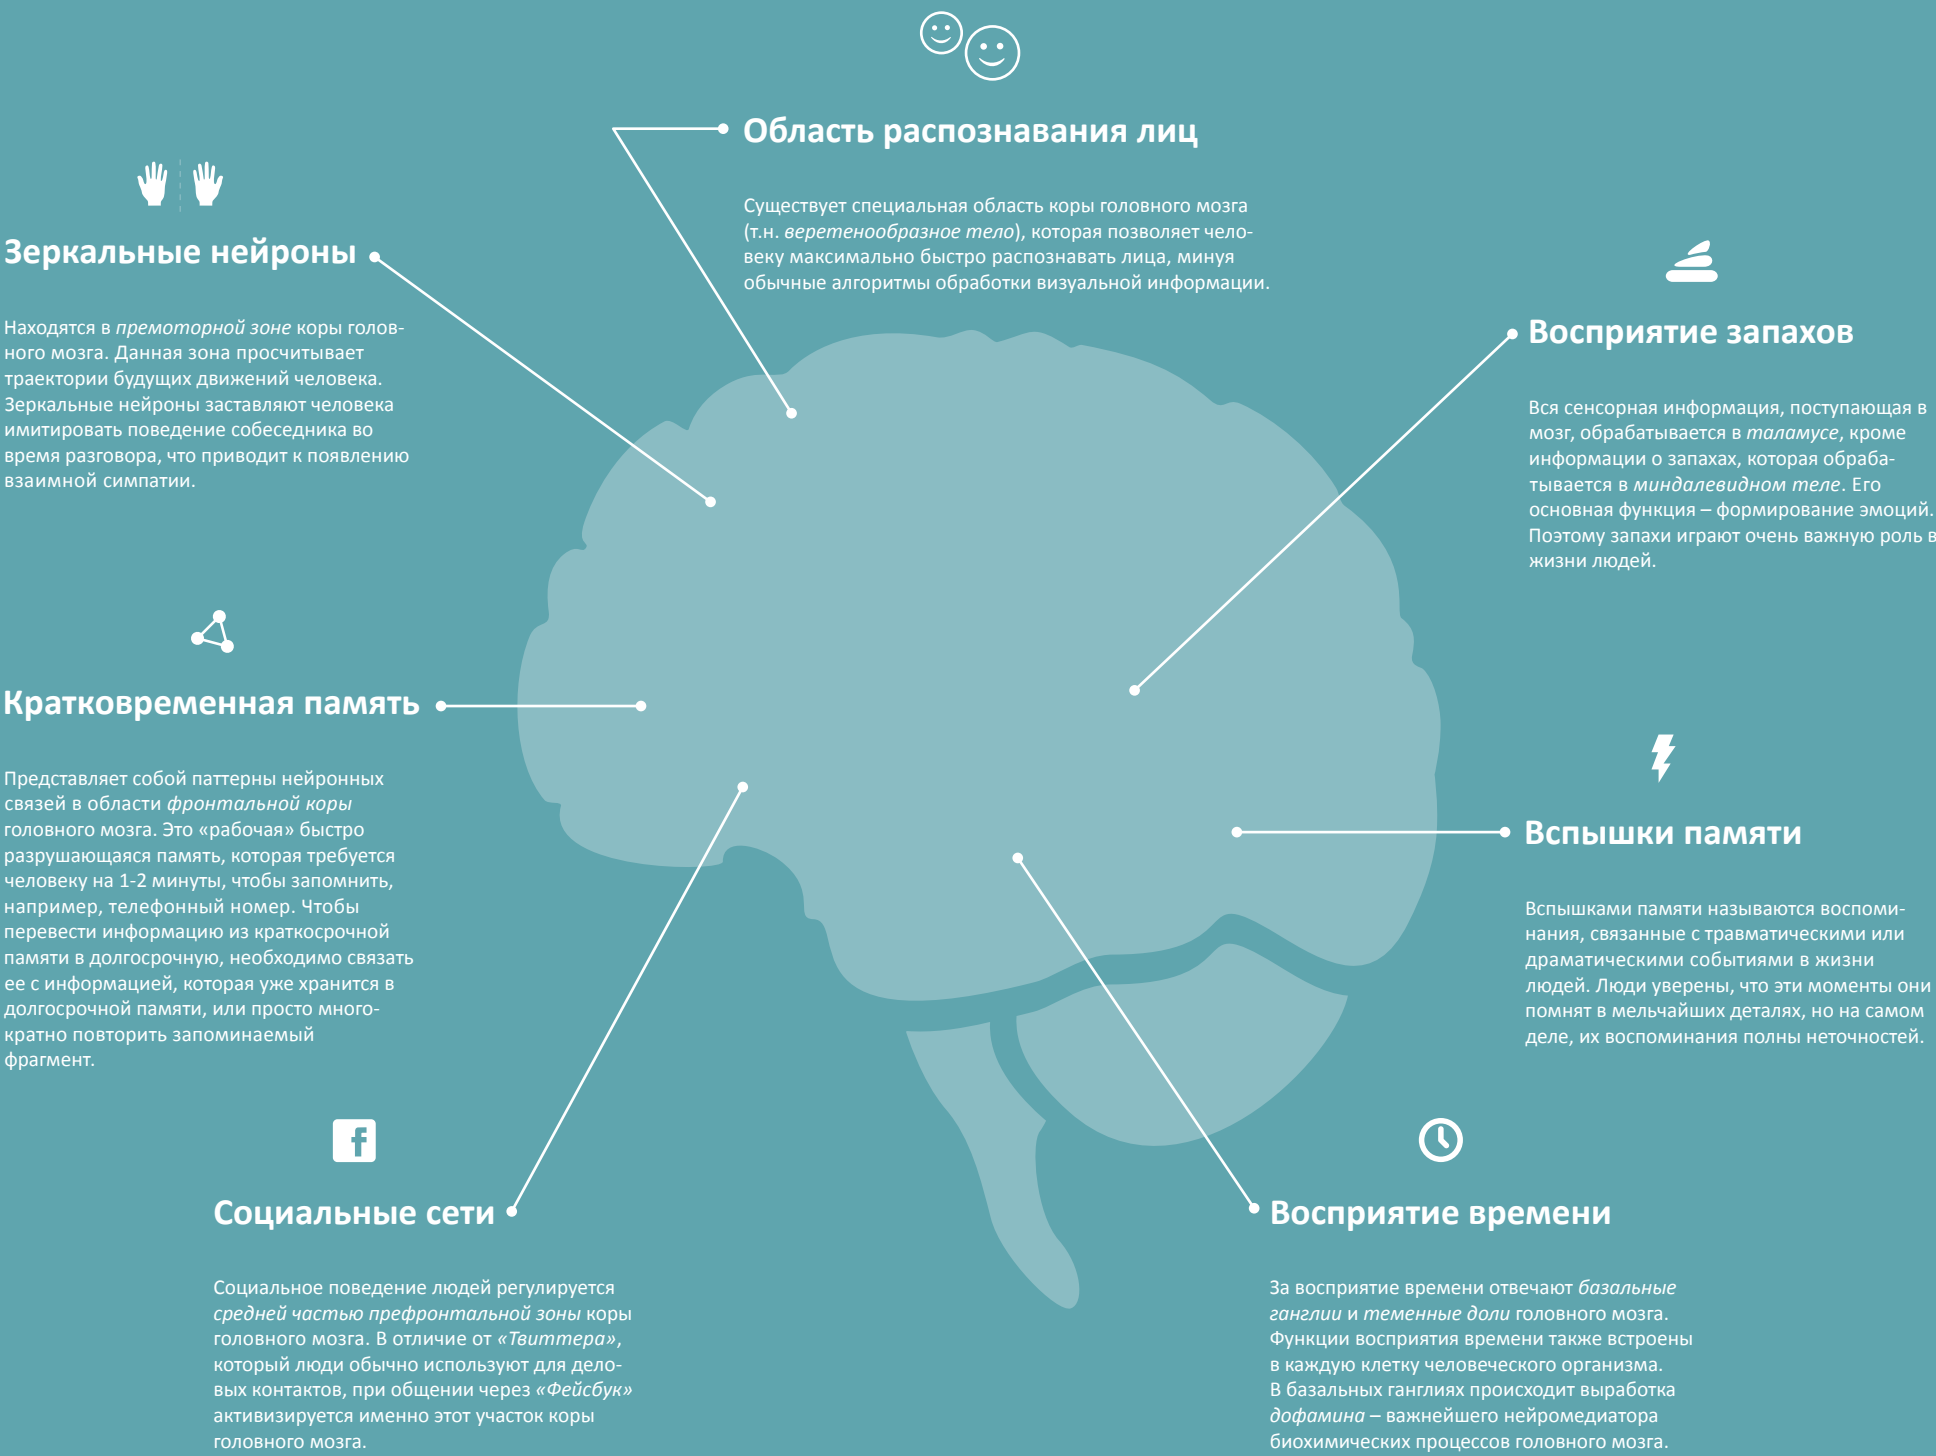 Область распознавания лиц
Существует специальная область коры головного мозга
(т.н. веретенообразное тело), которая позволяет чело-
веку максимально быстро распознавать лица, минуя
обычные алгоритмы обработки визуальной информации.
Зеркальные нейроны
Находятся в премоторной зоне коры голов-
ного мозга. Данная зона просчитывает
траектории будущих движений человека.
Зеркальные нейроны заставляют человека
имитировать поведение собеседника во
время разговора, что приводит к появлению
взаимной симпатии.
Восприятие запахов
Вся сенсорная информация, поступающая в
мозг, обрабатывается в таламусе, кроме
информации о запахах, которая обраба-
тывается в миндалевидном теле. Его
основная функция – формирование эмоций.
Поэтому запахи играют очень важную роль в
жизни людей.
Кратковременная память
Представляет собой паттерны нейронных
связей в области фронтальной коры
головного мозга. Это «рабочая» быстро
разрушающаяся память, которая требуется
человеку на 1-2 минуты, чтобы запомнить,
например, телефонный номер. Чтобы
перевести информацию из краткосрочной
памяти в долгосрочную, необходимо связать
ее с информацией, которая уже хранится в
долгосрочной памяти, или просто много-
кратно повторить запоминаемый
фрагмент.
Вспышки памяти
Вспышками памяти называются воспоми-
нания, связанные с травматическими или
драматическими событиями в жизни
людей. Люди уверены, что эти моменты они
помнят в мельчайших деталях, но на самом
деле, их воспоминания полны неточностей.
f
Социальные сети
Социальное поведение людей регулируется
средней частью префронтальной зоны коры
головного мозга. В отличие от «Твиттера»,
который люди обычно используют для дело-
вых контактов, при общении через «Фейсбук»
активизируется именно этот участок коры
головного мозга.
Восприятие времени
За восприятие времени отвечают базальные
ганглии и теменные доли головного мозга.
Функции восприятия времени также встроены
в каждую клетку человеческого организма.
В базальных ганглиях происходит выработка
дофамина – важнейшего нейромедиатора
биохимических процессов головного мозга.